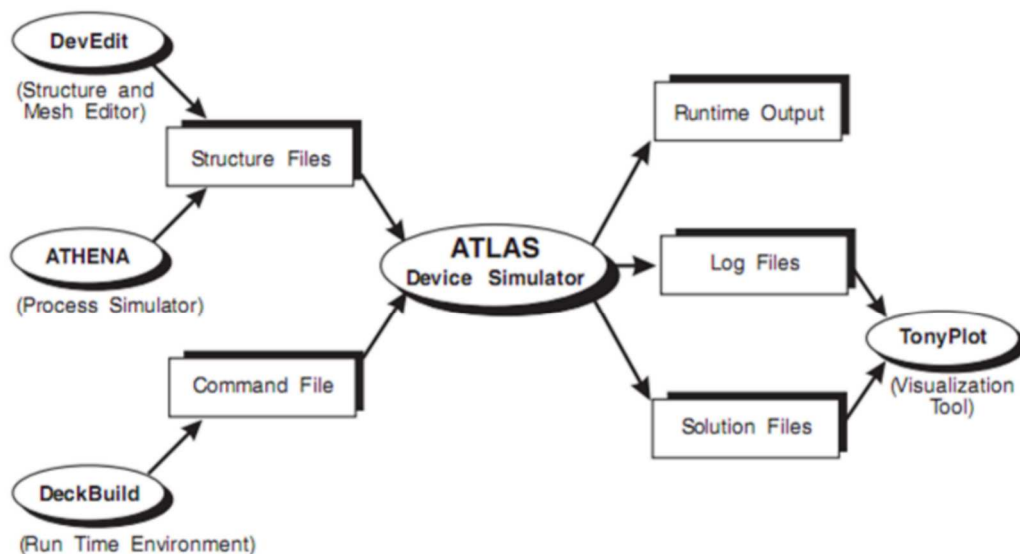 DevEdit
(Structure and
Mesh Editor)
Structure Files
ATHENA
(Process Simulator)
Command File
DeckBuild
(Run Time Environment)
ATLAS
Device Simulator
Runtime Output
Log Files
Solution Files
TonyPlot
(Visualization
Tool)